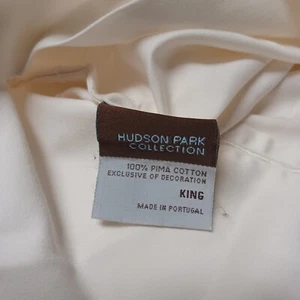 HUDSON PARK
COLLECTION
100% PIMA COTTON
EXCLUSIVE OF DECORATION
KING
MADE IN PORTUGAL